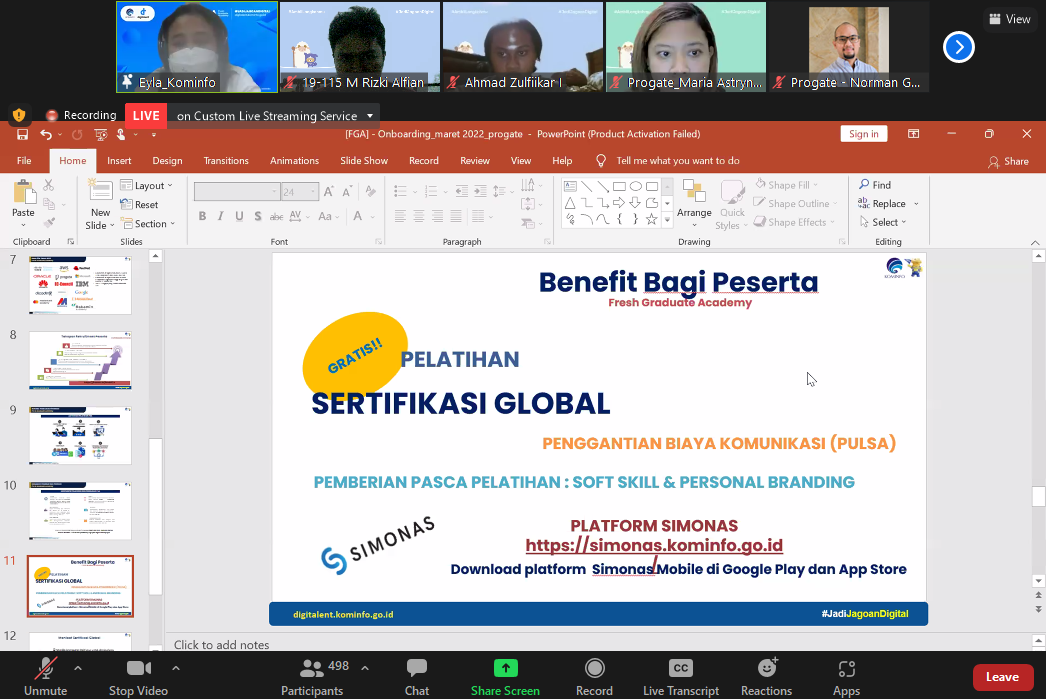 View
Eyla_Kominfo
19-115 M Rizki Alfian
Ahmad Zulfiikar I
Progate_Maria Astryn...
Progate - Norman G...
Recording
LIVE
on Custom Live Streaming Service
[FGA] - Onboarding_maret 2022_progate - PowerPoint (Product Activation Failed)
Sign in
File
Home
Insert
Design
Transitions
Animations
Slide Show
Record
Review
View
Help
Tell me what you want to do
Share
Paste
Clipboard
New Slide
Layout
Reset
Section
Slides
24
B I U S abc AV Aa A
Font
Paragraph
Arrange
Quick Styles
Shape Fill
Shape Outline
Shape Effects
Drawing
Find
Replace
Select
Editing
7
8
9
10
11
12
Benefit Bagi Peserta
Fresh Graduate Academy
KOMINFO
GRATIS!!
PELATIHAN
SERTIFIKASI GLOBAL
PENGGANTIAN BIAYA KOMUNIKASI (PULSA)
PEMBERIAN PASCA PELATIHAN : SOFT SKILL & PERSONAL BRANDING
SIMONAS
PLATFORM SIMONAS
https://simonas.kominfo.go.id
Download platform Simonas Mobile di Google Play dan App Store
digitalent.kominfo.go.id
#JadiJagoanDigital
Click to add notes
Unmute
Stop Video
498
Participants
Chat
Share Screen
Record
CC
Live Transcript
Reactions
Apps
Leave